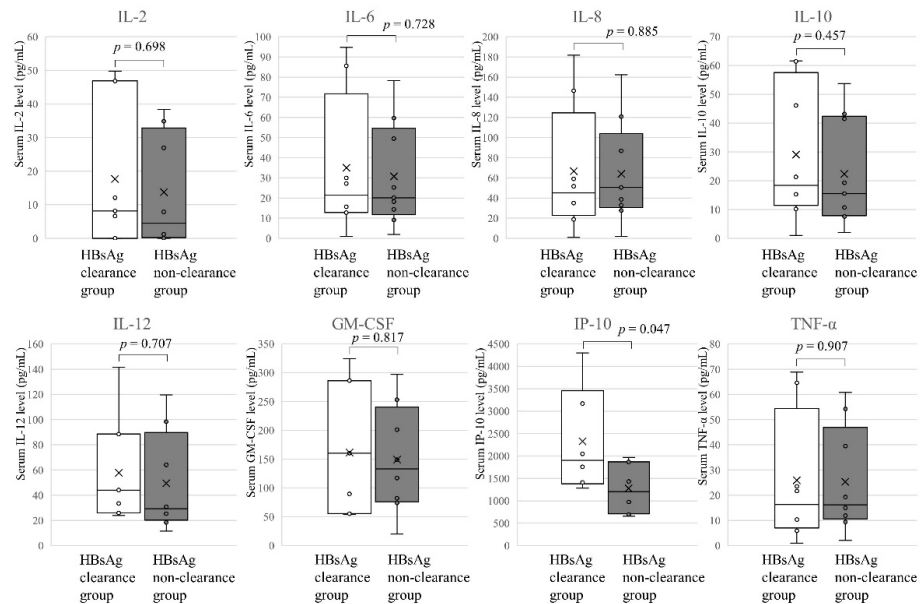 IL-2
Serum IL-2 level (pg/mL)
60
50
40
30
20
10
0
p = 0.698
HBsAg
clearance
group
HBsAg
non-clearance
group
IL-6
Serum IL-6 level (pg/mL)
100
90
80
70
60
50
40
30
20
10
0
p = 0.728
HBsAg
clearance
group
HBsAg
non-clearance
group
IL-8
Serum IL-8 level (pg/mL)
200
180
160
140
120
100
80
60
40
20
0
p = 0.885
HBsAg
clearance
group
HBsAg
non-clearance
group
IL-10
Serum IL-10 level (pg/mL)
70
60
50
40
30
20
10
0
p = 0.457
HBsAg
clearance
group
HBsAg
non-clearance
group
IL-12
Serum IL-12 level (pg/mL)
160
140
120
100
80
60
40
20
0
p = 0.707
HBsAg
clearance
group
HBsAg
non-clearance
group
GM-CSF
Serum GM-CSF level (pg/mL)
350
300
250
200
150
100
50
0
p = 0.817
HBsAg
clearance
group
HBsAg
non-clearance
group
IP-10
Serum IP-10 level (pg/mL)
4500
4000
3500
3000
2500
2000
1500
1000
500
0
p = 0.047
HBsAg
clearance
group
HBsAg
non-clearance
group
TNF-α
Serum TNF-α level (pg/mL)
80
70
60
50
40
30
20
10
0
p = 0.907
HBsAg
clearance
group
HBsAg
non-clearance
group